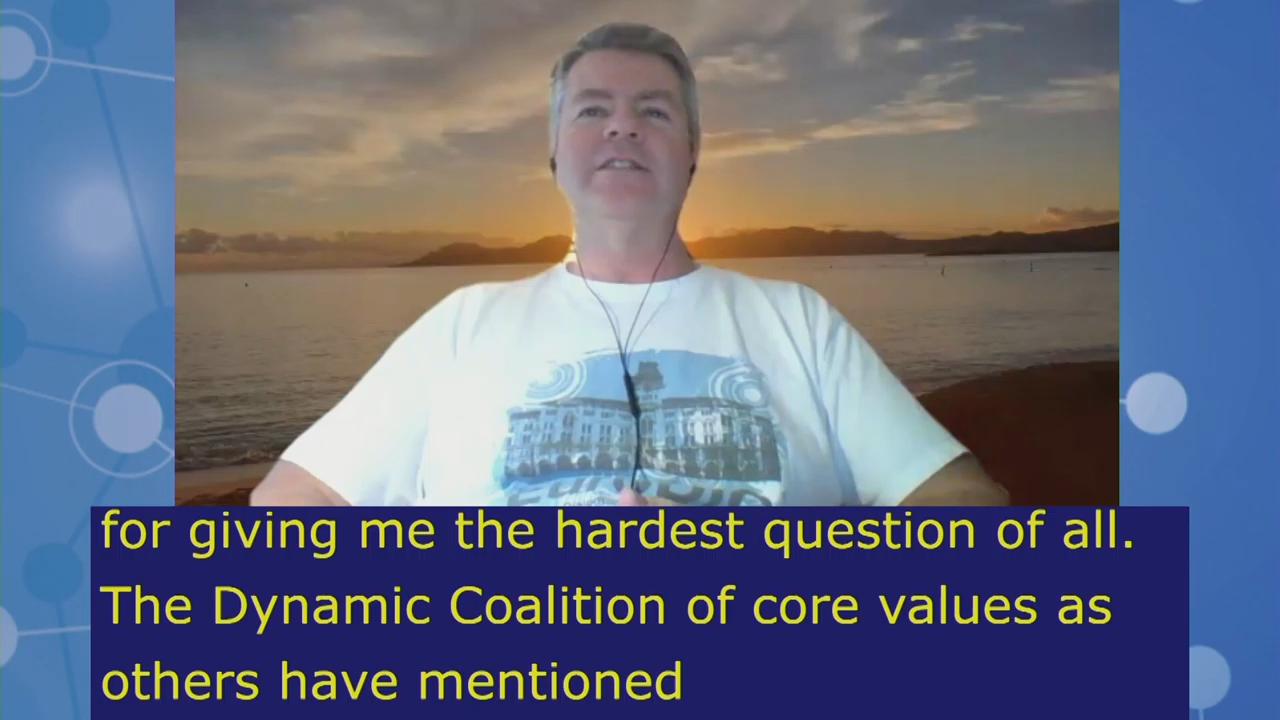 for giving me the hardest question of all.
The Dynamic Coalition of core values as
others have mentioned